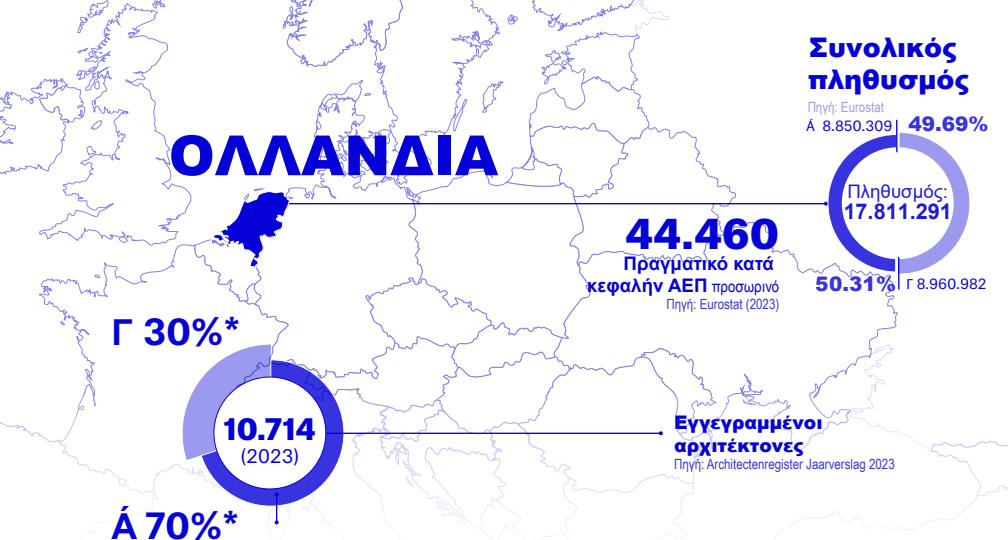 Συνολικός
πληθυσμός
Πηγή: Eurostat
Ά 8.850.309 49.69%
ΟΛΛΑΝΔΙΑ
Πληθυσμός:
17.811.291
44.460
Πραγματικό κατά
κεφαλήν ΑΕΠ προσωρινό
Πηγή: Eurostat (2023)
50.31% Γ 8.960.982
Γ 30%*
10.714
(2023)
Εγγεγραμμένοι
αρχιτέκτονες
Πηγή: Architectenregister Jaarverslag 2023
Ά 70%*